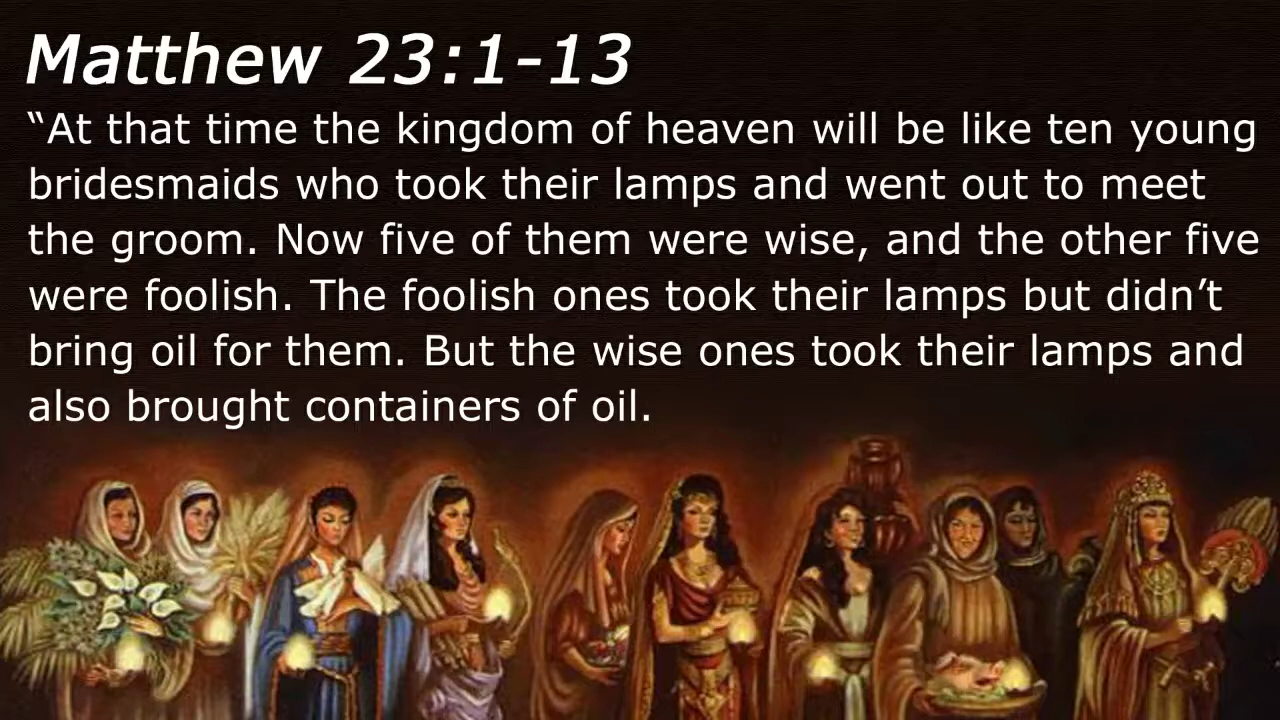 Matthew 23:1-13
“At that time the kingdom of heaven will be like ten young
bridesmaids who took their lamps and went out to meet
the groom. Now five of them were wise, and the other five
were foolish. The foolish ones took their lamps but didn’t
bring oil for them. But the wise ones took their lamps and
also brought containers of oil.